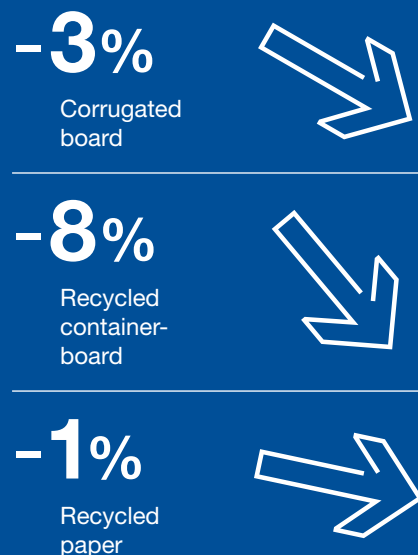 -3%
Corrugated
board
-8%
Recycled
container-
board
-1%
Recycled
paper